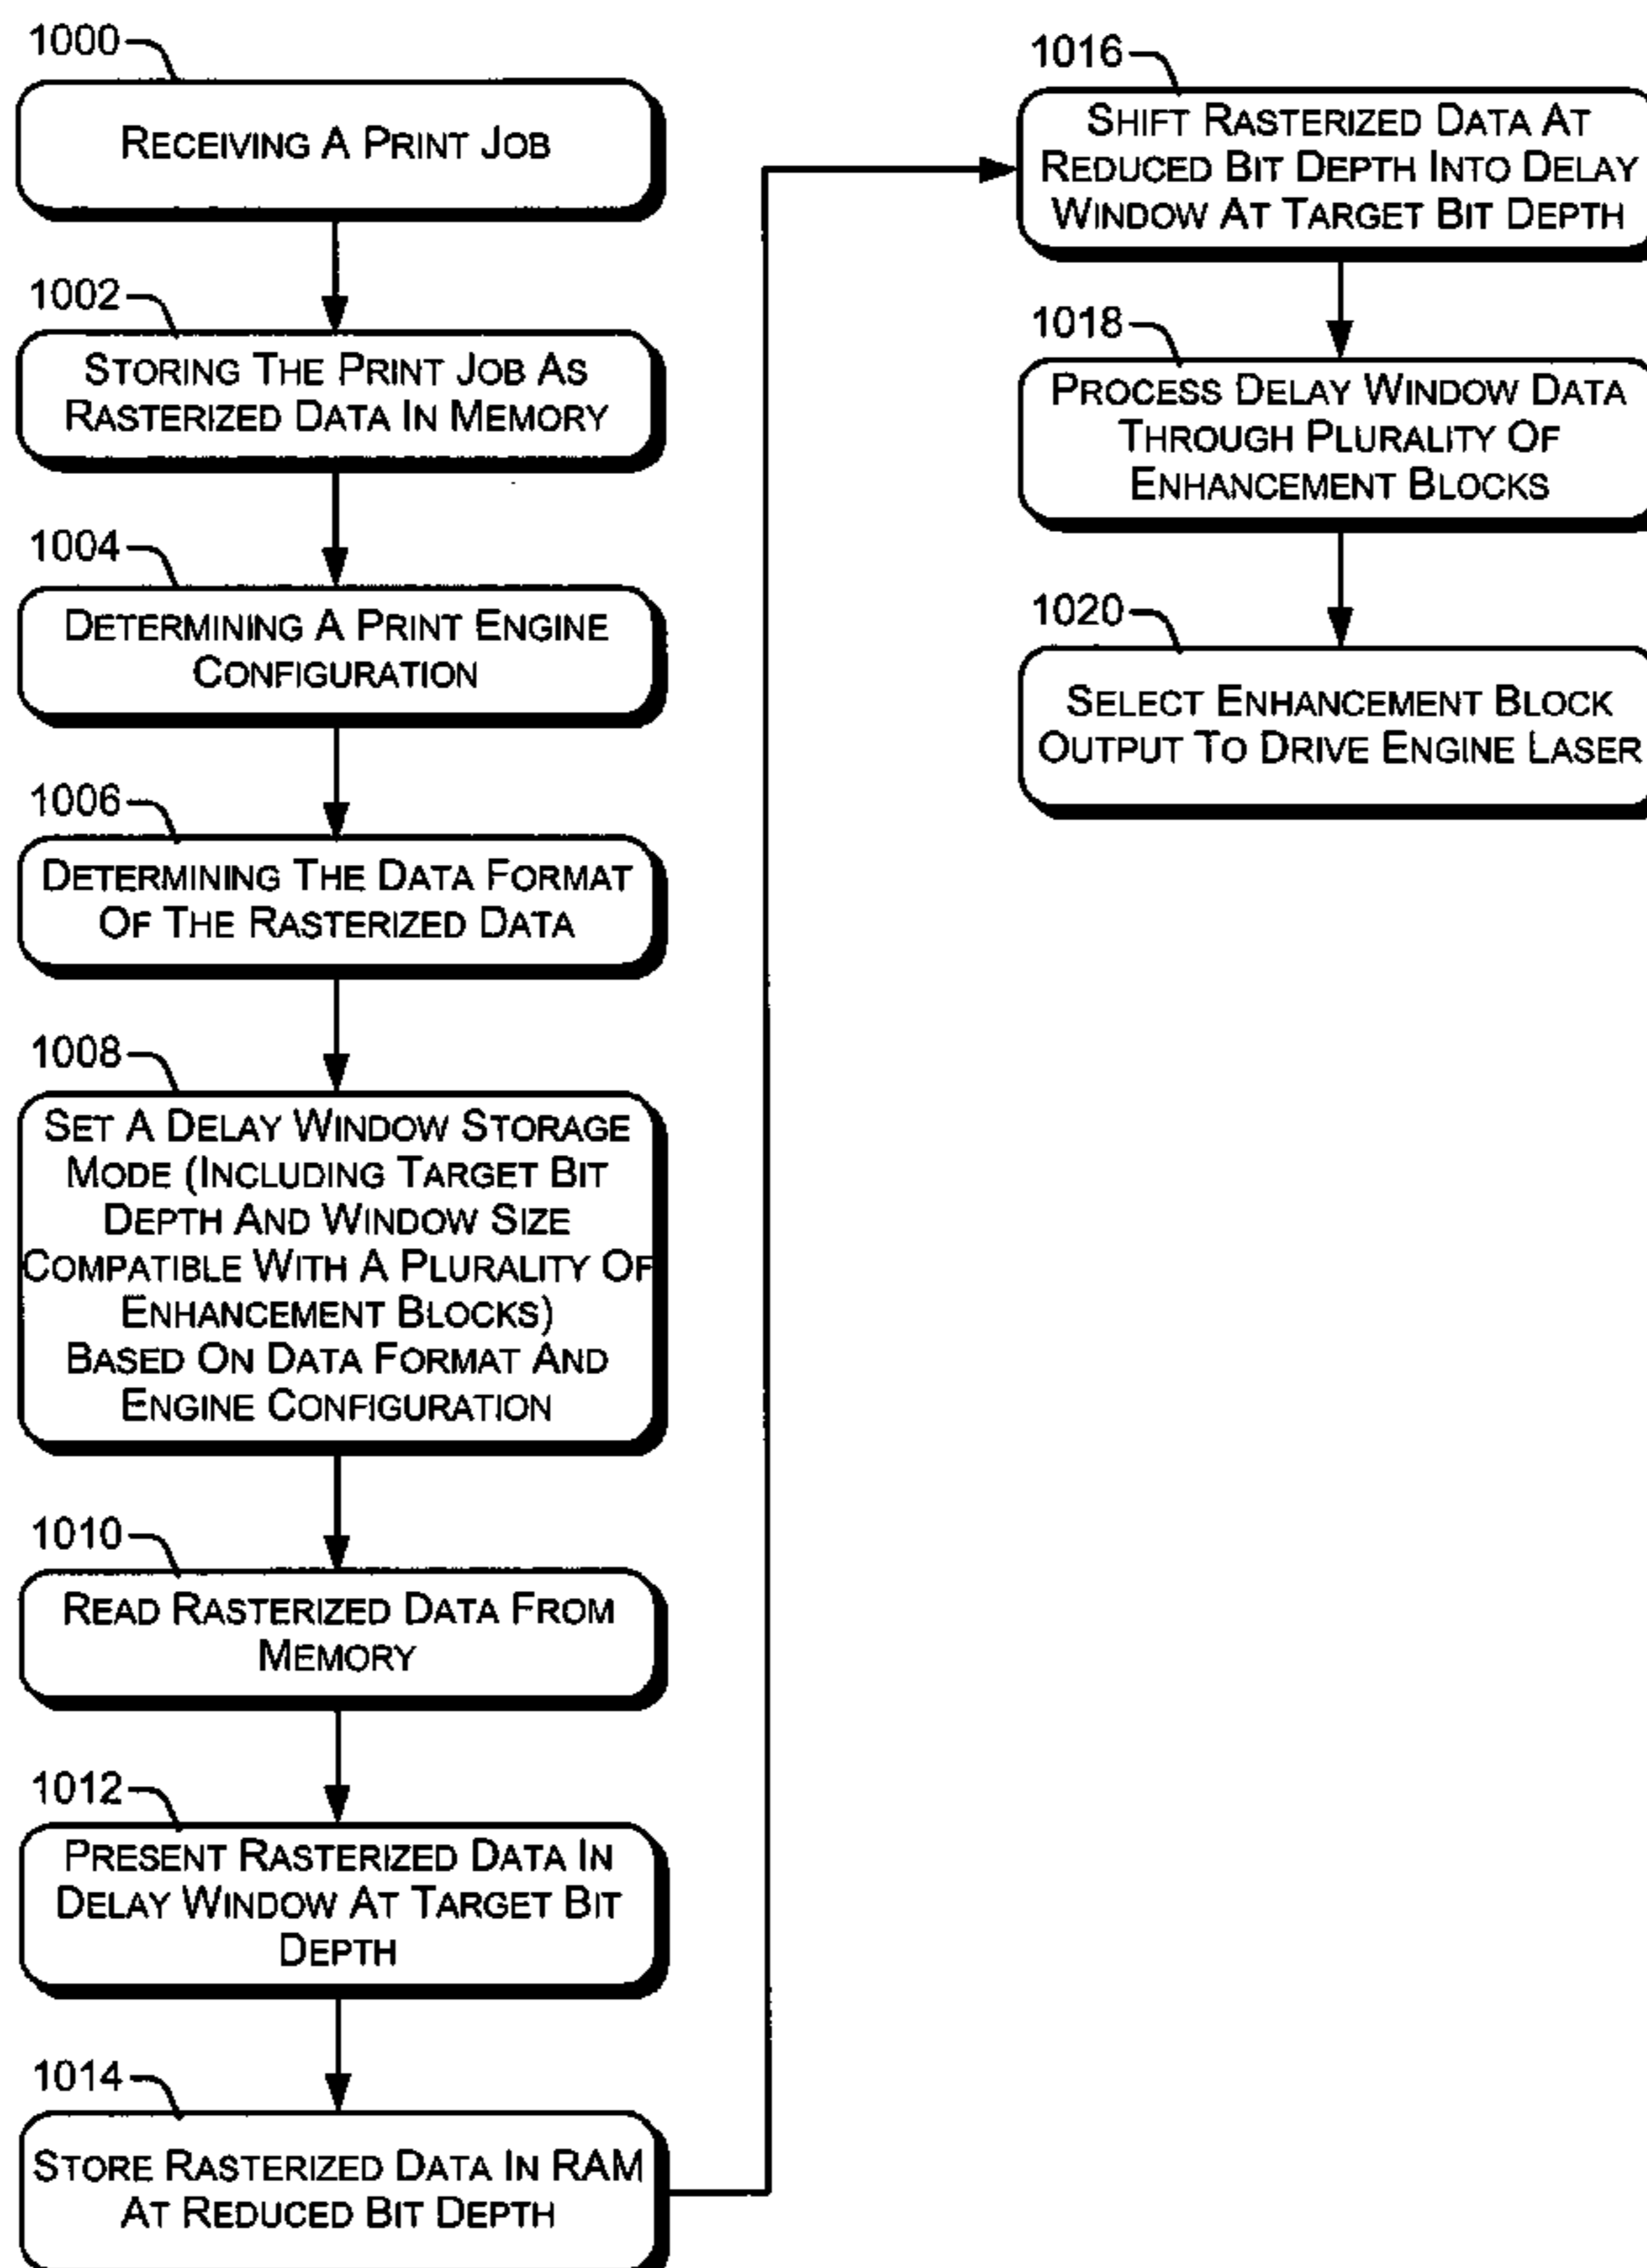 1000
RECEIVING A PRINT JOB
1002
STORING THE PRINT JOB AS
RASTERIZED DATA IN MEMORY
1004
DETERMINING A PRINT ENGINE
CONFIGURATION
1006
DETERMINING THE DATA FORMAT
OF THE RASTERIZED DATA
1008
SET A DELAY WINDOW STORAGE
MODE (INCLUDING TARGET BIT
DEPTH AND WINDOW SIZE
COMPATIBLE WITH A PLURALITY OF
ENHANCEMENT BLOCKS)
BASED ON DATA FORMAT AND
ENGINE CONFIGURATION
1010
READ RASTERIZED DATA FROM
MEMORY
1012
PRESENT RASTERIZED DATA IN
DELAY WINDOW AT TARGET BIT
DEPTH
1014
STORE RASTERIZED DATA IN RAM
AT REDUCED BIT DEPTH
1016
SHIFT RASTERIZED DATA AT
REDUCED BIT DEPTH INTO DELAY
WINDOW AT TARGET BIT DEPTH
1018
PROCESS DELAY WINDOW DATA
THROUGH PLURALITY OF
ENHANCEMENT BLOCKS
1020
SELECT ENHANCEMENT BLOCK
OUTPUT TO DRIVE ENGINE LASER